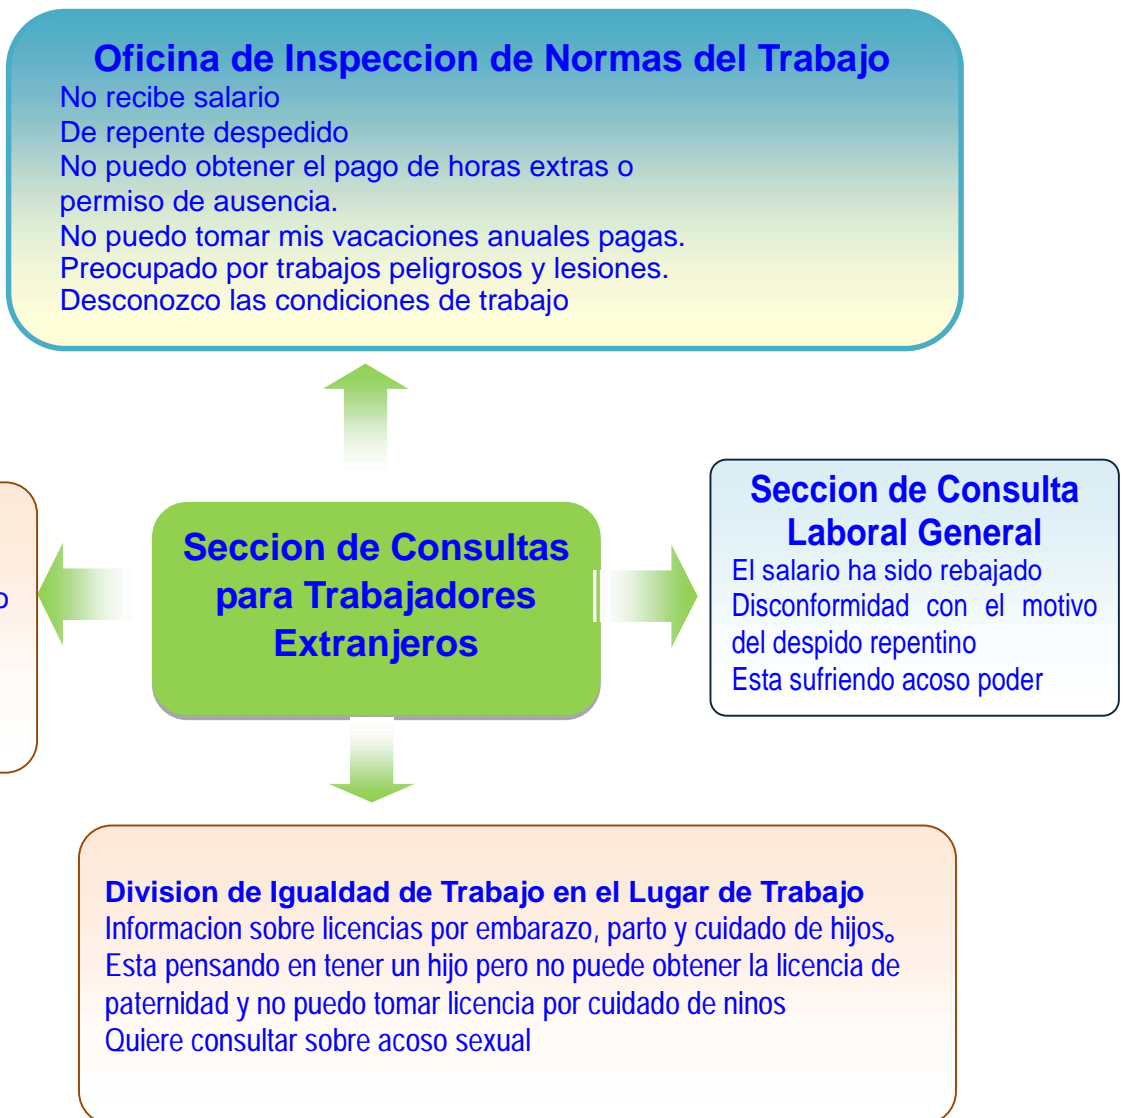 Oficina de Inspeccion de Normas del Trabajo
No recibe salario
De repente despedido
No puedo obtener el pago de horas extras o
permiso de ausencia.
No puedo tomar mis vacaciones anuales pagas.
Preocupado por trabajos peligrosos y lesiones.
Desconozco las condiciones de trabajo
Seccion de Consultas
para Trabajadores
Extranjeros
Seccion de Consulta
Laboral General
El salario ha sido rebajado
Disconformidad con el motivo
del despido repentino
Esta sufriendo acoso poder
o
Division de Igualdad de Trabajo en el Lugar de Trabajo
Informacion sobre licencias por embarazo, parto y cuidado de hijos。
Esta pensando en tener un hijo pero no puede obtener la licencia de
paternidad y no puedo tomar licencia por cuidado de ninos
Quiere consultar sobre acoso sexual